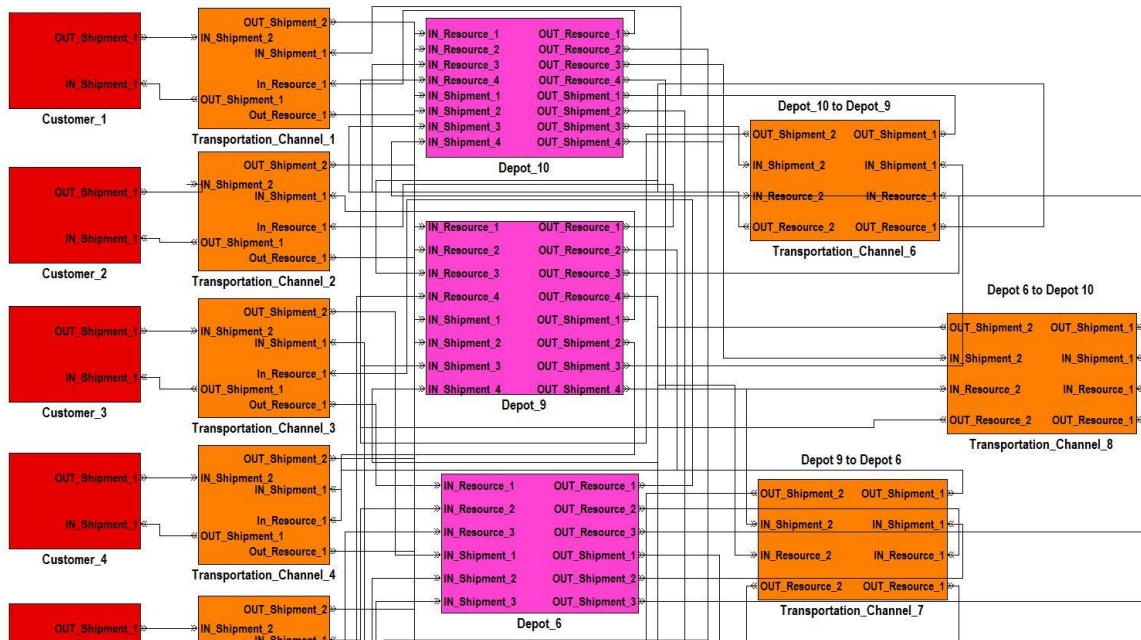 OUT_Shipment_1
IN_Shipment_1
Customer_1
OUT_Shipment_2
IN_Shipment_2
IN_Shipment_1
In_Resource_1
OUT_Shipment_1
Out_Resource_1
Transportation_Channel_1
IN_Resource_1 OUT_Resource_1
IN_Resource_2 OUT_Resource_2
IN_Resource_3 OUT_Resource_3
IN_Resource_4 OUT_Resource_4
IN_Shipment_1 OUT_Shipment_1
IN_Shipment_2 OUT_Shipment_2
IN_Shipment_3 OUT_Shipment_3
IN_Shipment_4 OUT_Shipment_4
Depot_10
Depot_10 to Depot_9
OUT_Shipment_2 OUT_Shipment_1
IN_Shipment_2 IN_Shipment_1
IN_Resource_2 IN_Resource_1
OUT_Resource_2 OUT_Resource_1
Transportation_Channel_6
OUT_Shipment_1
IN_Shipment_1
Customer_2
OUT_Shipment_2
IN_Shipment_2
IN_Shipment_1
In_Resource_1
OUT_Shipment_1
Out_Resource_1
Transportation_Channel_2
IN_Resource_1 OUT_Resource_1
IN_Resource_2 OUT_Resource_2
IN_Resource_3 OUT_Resource_3
IN_Resource_4 OUT_Resource_4
IN_Shipment_1 OUT_Shipment_1
IN_Shipment_2 OUT_Shipment_2
IN_Shipment_3 OUT_Shipment_3
IN_Shipment_4 OUT_Shipment_4
Depot_9
Depot 6 to Depot 10
OUT_Shipment_2 OUT_Shipment_1
IN_Shipment_2 IN_Shipment_1
IN_Resource_2 IN_Resource_1
OUT_Resource_2 OUT_Resource_1
Transportation_Channel_8
OUT_Shipment_1
IN_Shipment_1
Customer_3
OUT_Shipment_2
IN_Shipment_2
IN_Shipment_1
In_Resource_1
OUT_Shipment_1
Out_Resource_1
Transportation_Channel_3
OUT_Shipment_1
IN_Shipment_1
Customer_4
OUT_Shipment_2
IN_Shipment_2
IN_Shipment_1
In_Resource_1
OUT_Shipment_1
Out_Resource_1
Transportation_Channel_4
IN_Resource_1 OUT_Resource_1
IN_Resource_2 OUT_Resource_2
IN_Resource_3 OUT_Resource_3
IN_Shipment_1 OUT_Shipment_1
IN_Shipment_2 OUT_Shipment_2
IN_Shipment_3 OUT_Shipment_3
Depot_6
Depot 9 to Depot 6
OUT_Shipment_2 OUT_Shipment_1
IN_Shipment_2 IN_Shipment_1
IN_Resource_2 IN_Resource_1
OUT_Resource_2 OUT_Resource_1
Transportation_Channel_7
OUT_Shipment_1
OUT_Shipment_2
IN_Shipment_2